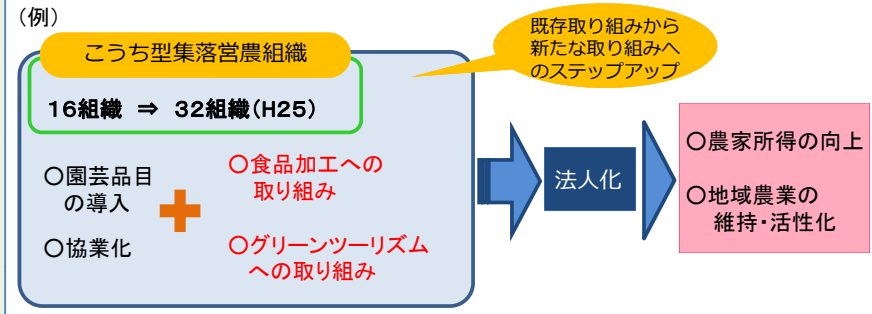 （例）
こうち型集落営農組織
既存取り組みから
新たな取り組みへ
のステップアップ
16組織 ⇒ 32組織(H25)
○園芸品目
の導入
○協業化
○食品加工への
取り組み
○グリーンツーリズム
への取り組み
法人化
○農家所得の向上
○地域農業の
維持・活性化